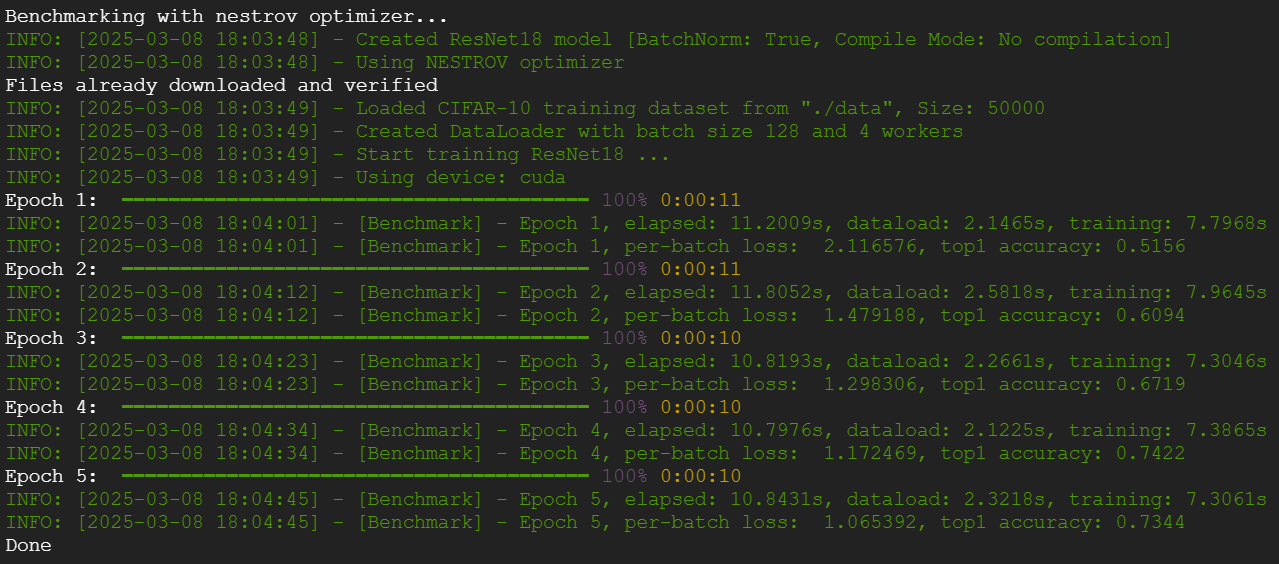 Benchmarking with nestrov optimizer...
INFO: [2025-03-08 18:03:48] - Created ResNet18 model [BatchNorm: True, Compile Mode: No compilation]
INFO: [2025-03-08 18:03:48] - Using NESTROV optimizer
Files already downloaded and verified
INFO: [2025-03-08 18:03:49] - Loaded CIFAR-10 training dataset from "./data", Size: 50000
INFO: [2025-03-08 18:03:49] - Created DataLoader with batch size 128 and 4 workers
INFO: [2025-03-08 18:03:49] - Start training ResNet18 ...
INFO: [2025-03-08 18:03:49] - Using device: cuda
Epoch 1: 100% 0:00:11
INFO: [2025-03-08 18:04:01] - [Benchmark] - Epoch 1, elapsed: 11.2009s, dataload: 2.1465s, training: 7.7968s
INFO: [2025-03-08 18:04:01] - [Benchmark] - Epoch 1, per-batch loss:  2.116576, top1 accuracy: 0.5156
Epoch 2: 100% 0:00:11
INFO: [2025-03-08 18:04:12] - [Benchmark] - Epoch 2, elapsed: 11.8052s, dataload: 2.5818s, training: 7.9645s
INFO: [2025-03-08 18:04:12] - [Benchmark] - Epoch 2, per-batch loss:  1.479188, top1 accuracy: 0.6094
Epoch 3: 100% 0:00:10
INFO: [2025-03-08 18:04:23] - [Benchmark] - Epoch 3, elapsed: 10.8193s, dataload: 2.2661s, training: 7.3046s
INFO: [2025-03-08 18:04:23] - [Benchmark] - Epoch 3, per-batch loss:  1.298306, top1 accuracy: 0.6719
Epoch 4: 100% 0:00:10
INFO: [2025-03-08 18:04:34] - [Benchmark] - Epoch 4, elapsed: 10.7976s, dataload: 2.1225s, training: 7.3865s
INFO: [2025-03-08 18:04:34] - [Benchmark] - Epoch 4, per-batch loss:  1.172469, top1 accuracy: 0.7422
Epoch 5: 100% 0:00:10
INFO: [2025-03-08 18:04:45] - [Benchmark] - Epoch 5, elapsed: 10.8431s, dataload: 2.3218s, training: 7.3061s
INFO: [2025-03-08 18:04:45] - [Benchmark] - Epoch 5, per-batch loss:  1.065392, top1 accuracy: 0.7344
Done